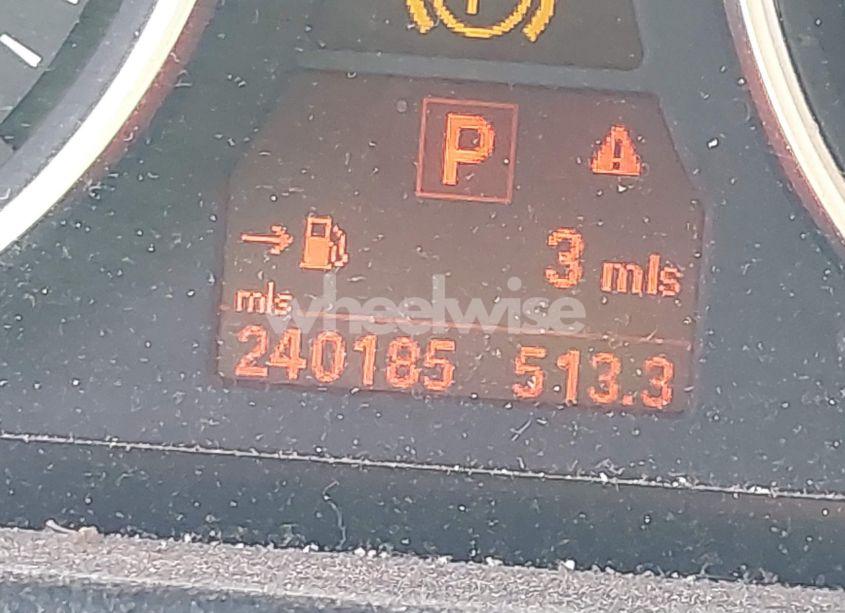 P
3 mls
mls
wheelwise
240185 513.3